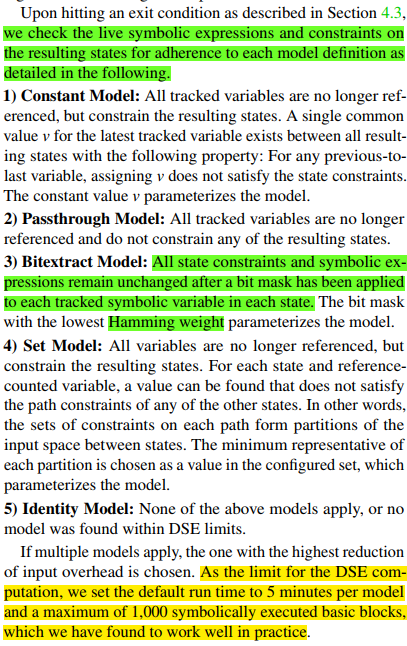 Upon hitting an exit condition as described in Section 4.3,
we check the live symbolic expressions and constraints on
the resulting states for adherence to each model definition as
detailed in the following.
1) Constant Model: All tracked variables are no longer ref-
erenced, but constrain the resulting states. A single common
value v for the latest tracked variable exists between all result-
ing states with the following property: For any previous-to-
last variable, assigning v does not satisfy the state constraints.
The constant value v parameterizes the model.
2) Passthrough Model: All tracked variables are no longer
referenced and do not constrain any of the resulting states.
3) Bitextract Model: All state constraints and symbolic ex-
pressions remain unchanged after a bit mask has been applied
to each tracked symbolic variable in each state. The bit mask
with the lowest Hamming weight parameterizes the model.
4) Set Model: All variables are no longer referenced, but
constrain the resulting states. For each state and reference-
counted variable, a value can be found that does not satisfy
the path constraints of any of the other states. In other words,
the sets of constraints on each path form partitions of the
input space between states. The minimum representative of
each partition is chosen as a value in the configured set, which
parameterizes the model.
5) Identity Model: None of the above models apply, or no
model was found within DSE limits.
If multiple models apply, the one with the highest reduction
of input overhead is chosen. As the limit for the DSE com-
putation, we set the default run time to 5 minutes per model
and a maximum of 1,000 symbolically executed basic blocks,
which we have found to work well in practice.